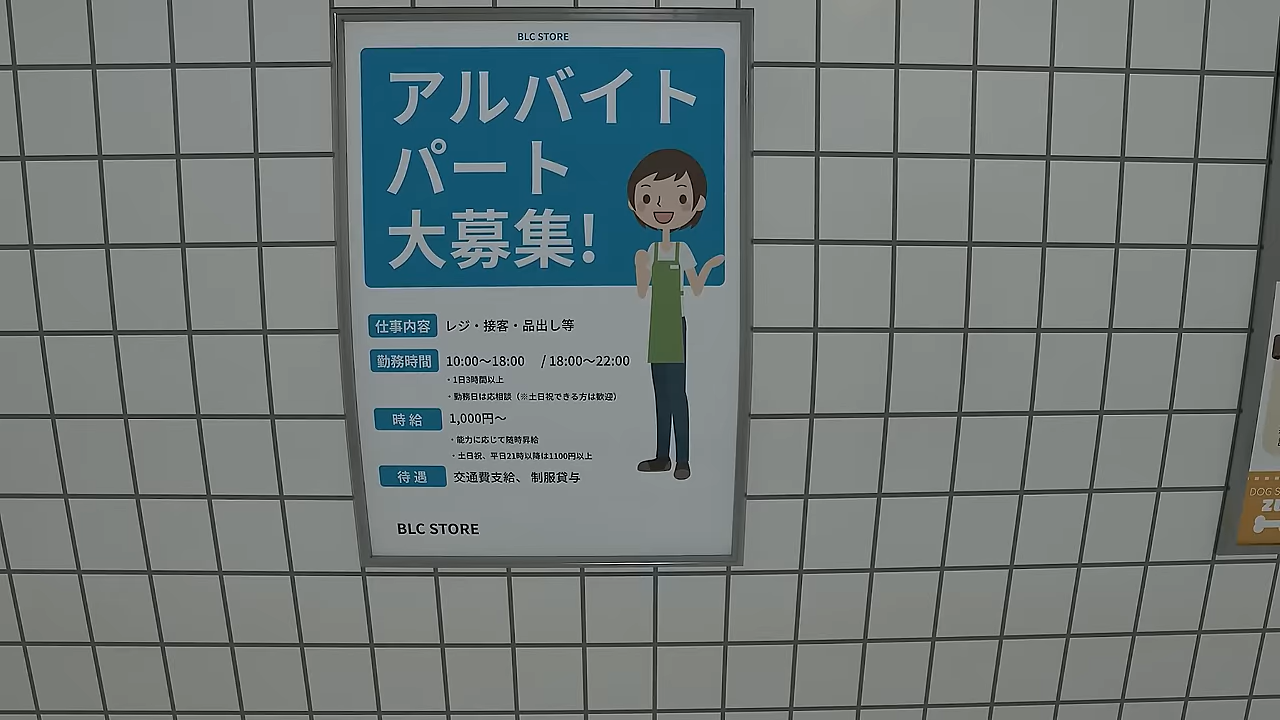 BLC STORE
アルバイト
パート
大募集!
仕事内容 レジ・接客・品出し等
勤務時間 10:00〜18:00 / 18:00〜22:00
・1日3時間以上
・勤務日は応相談（※土日祝できる方は歓迎）
時給 1,000円〜
・能力に応じて随時昇給
・土日祝、平日21時以降は1100円以上
待遇 交通費支給、 制服貸与
BLC STORE
DOG S